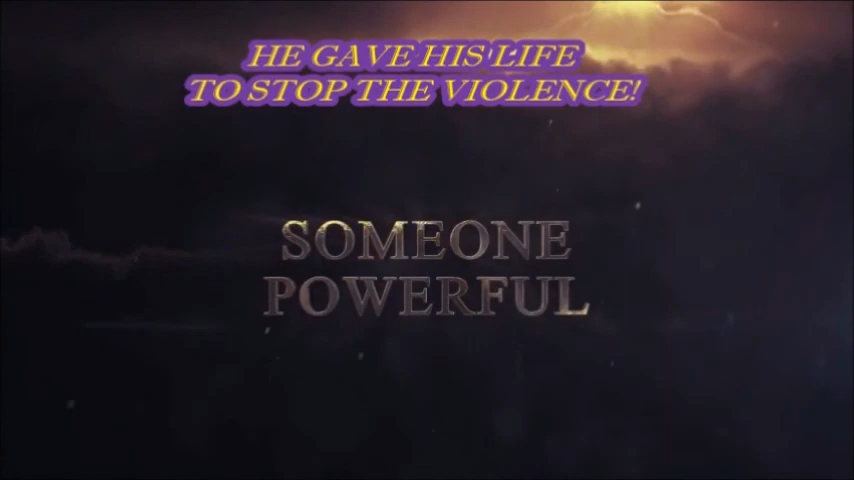 HE GAVE HIS LIFE
TO STOP THE VIOLENCE!
SOMEONE
POWERFUL